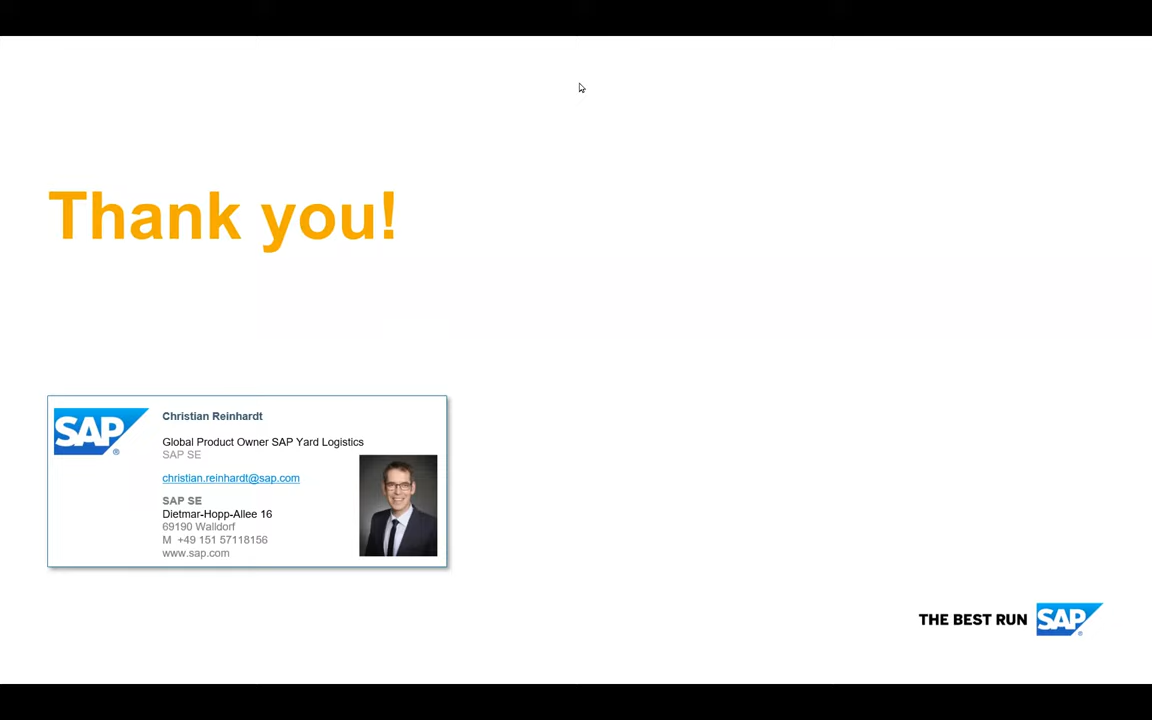 Thank you!
SAP
Christian Reinhardt
Global Product Owner SAP Yard Logistics
SAP SE
christian.reinhardt@sap.com
SAP SE
Dietmar-Hopp-Allee 16
69190 Walldorf
M +49 151 57118156
www.sap.com
THE BEST RUN SAP